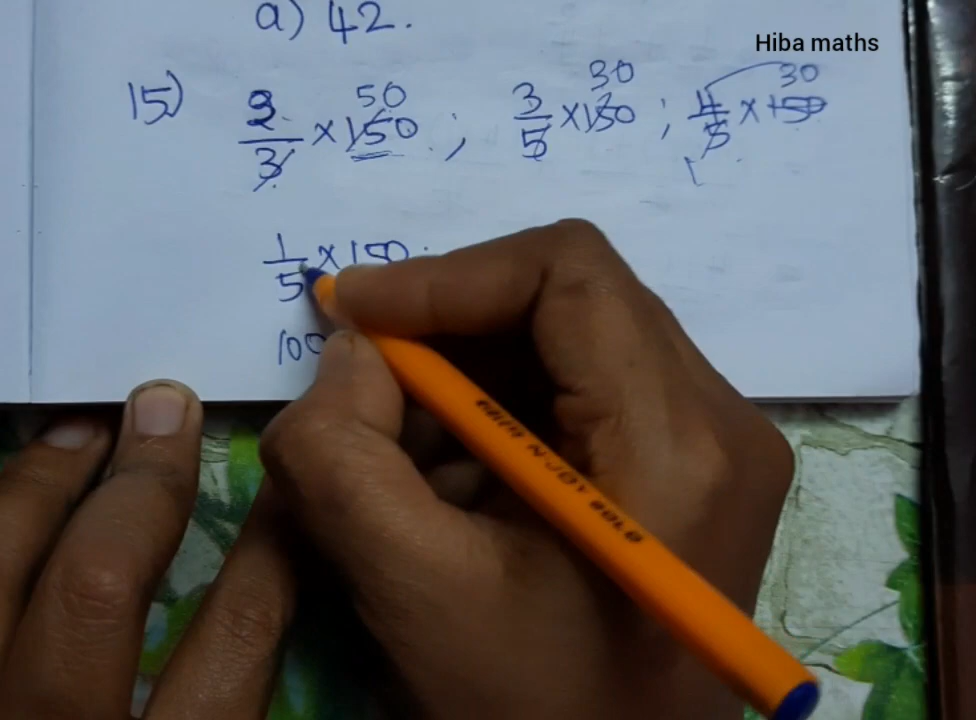 a) 42.
Hiba maths
15) 2/3 × 150 50 ; 3/5 × 150 30 ; 4/5 × 150 30
1/5 × 150
100